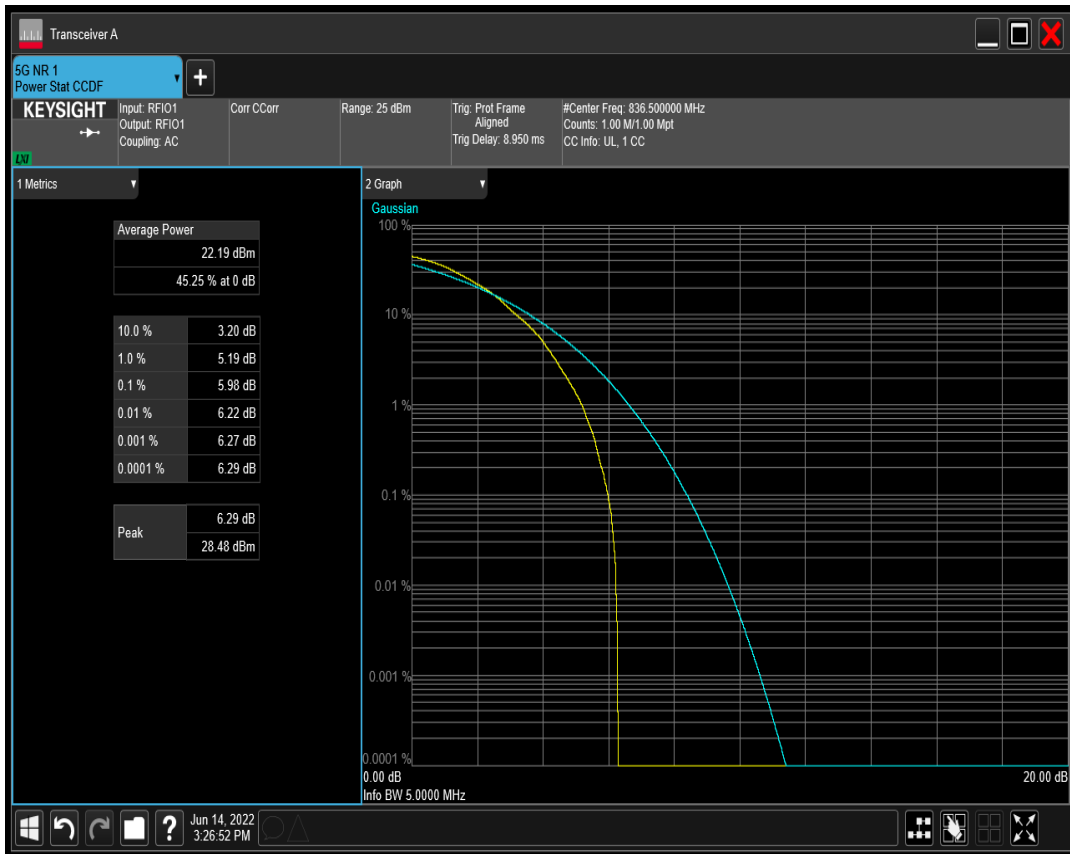 Transceiver A
5G NR 1
Power Stat CCDF
+
KEYSIGHT
LXI
Input: RFIO1
Output: RFIO1
Coupling: AC
Corr CCorr
Range: 25 dBm
Trig: Prot Frame
Aligned
Trig Delay: 8.950 ms
#Center Freq: 836.500000 MHz
Counts: 1.00 M/1.00 Mpt
CC Info: UL, 1 CC
1 Metrics
Average Power
22.19 dBm
45.25 % at 0 dB
10.0 % 3.20 dB
1.0 % 5.19 dB
0.1 % 5.98 dB
0.01 % 6.22 dB
0.001 % 6.27 dB
0.0001 % 6.29 dB
Peak
6.29 dB
28.48 dBm
2 Graph
Gaussian
100 %
10 %
1 %
0.1 %
0.01 %
0.001 %
0.0001 %
0.00 dB 20.00 dB
Info BW 5.0000 MHz
?
Jun 14, 2022
3:26:52 PM